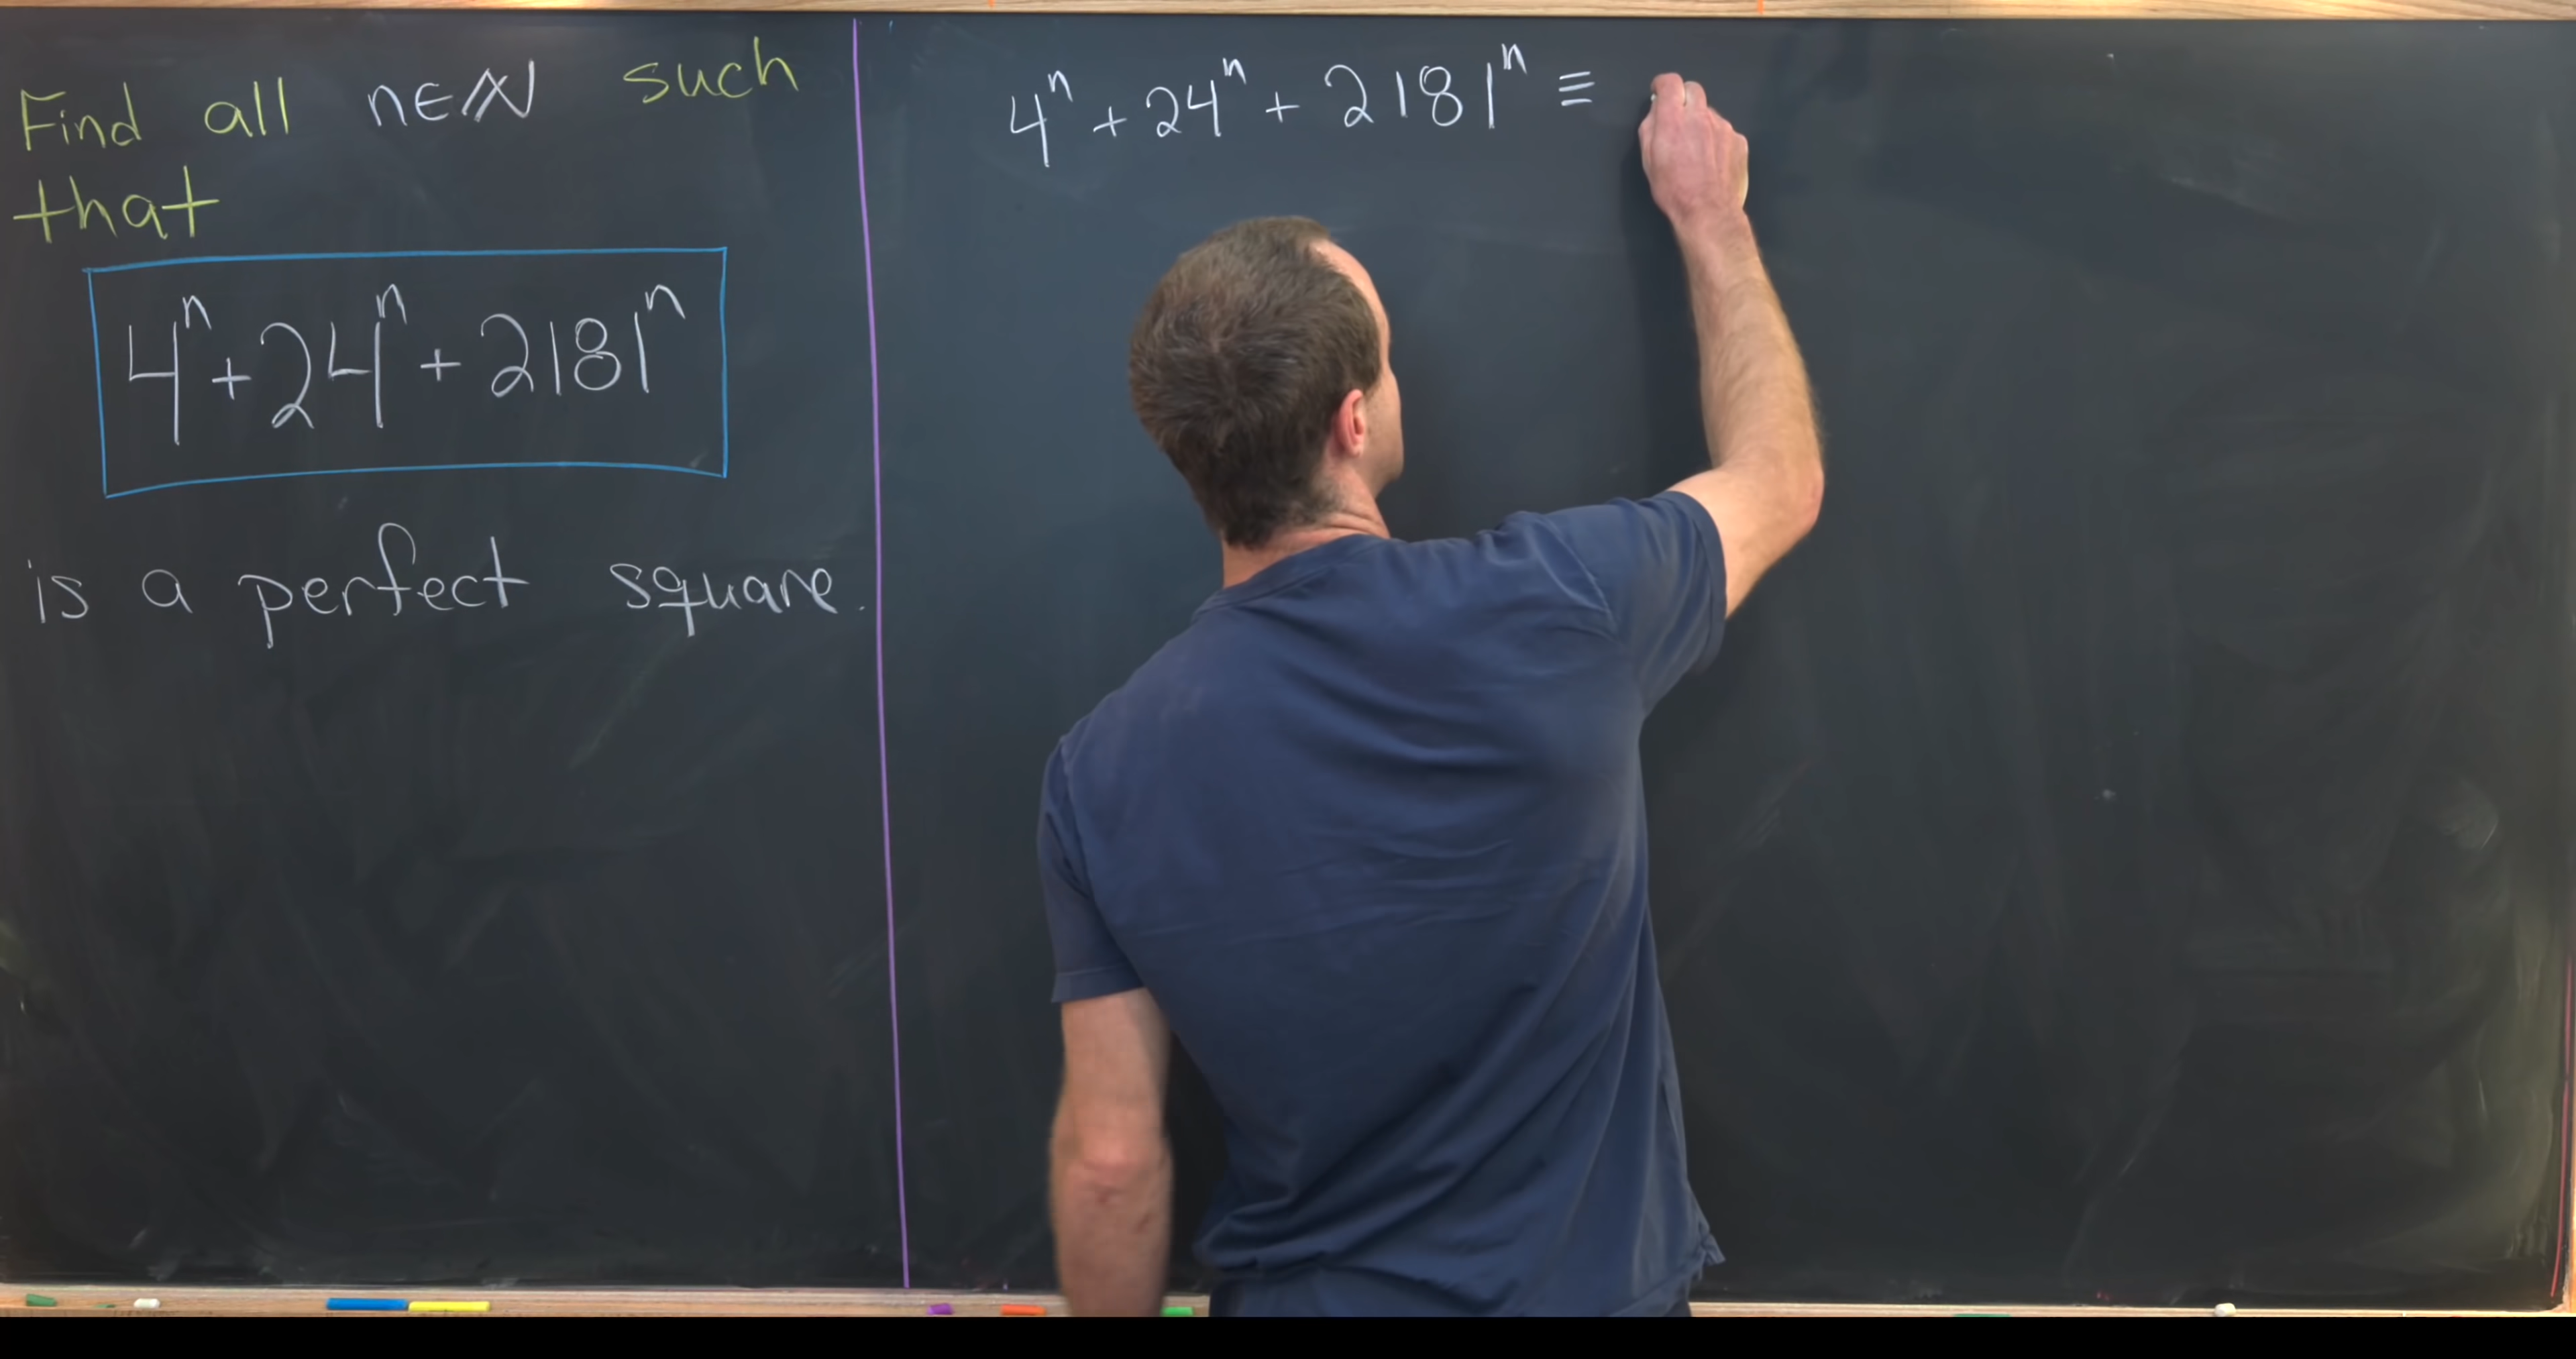 Find all n∈ℕ such
that
4ⁿ+24ⁿ+2181ⁿ
is a perfect square.
4ⁿ+24ⁿ+2181ⁿ ≡